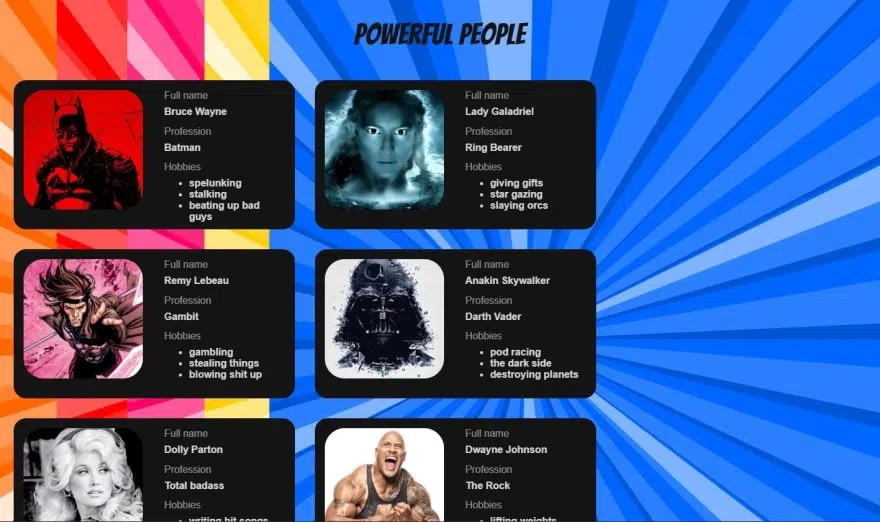 POWERFUL PEOPLE
Full name
Bruce Wayne
Profession
Batman
Hobbies
spelunking
stalking
beating up bad
guys
Full name
Lady Galadriel
Profession
Ring Bearer
Hobbies
giving gifts
star gazing
slaying orcs
Full name
Remy Lebeau
Profession
Gambit
Hobbies
gambling
stealing things
blowing shit up
Full name
Anakin Skywalker
Profession
Darth Vader
Hobbies
pod racing
the dark side
destroying planets
Full name
Dolly Parton
Profession
Total badass
Hobbies
writing hit songs
Full name
Dwayne Johnson
Profession
The Rock
Hobbies
lifting weights